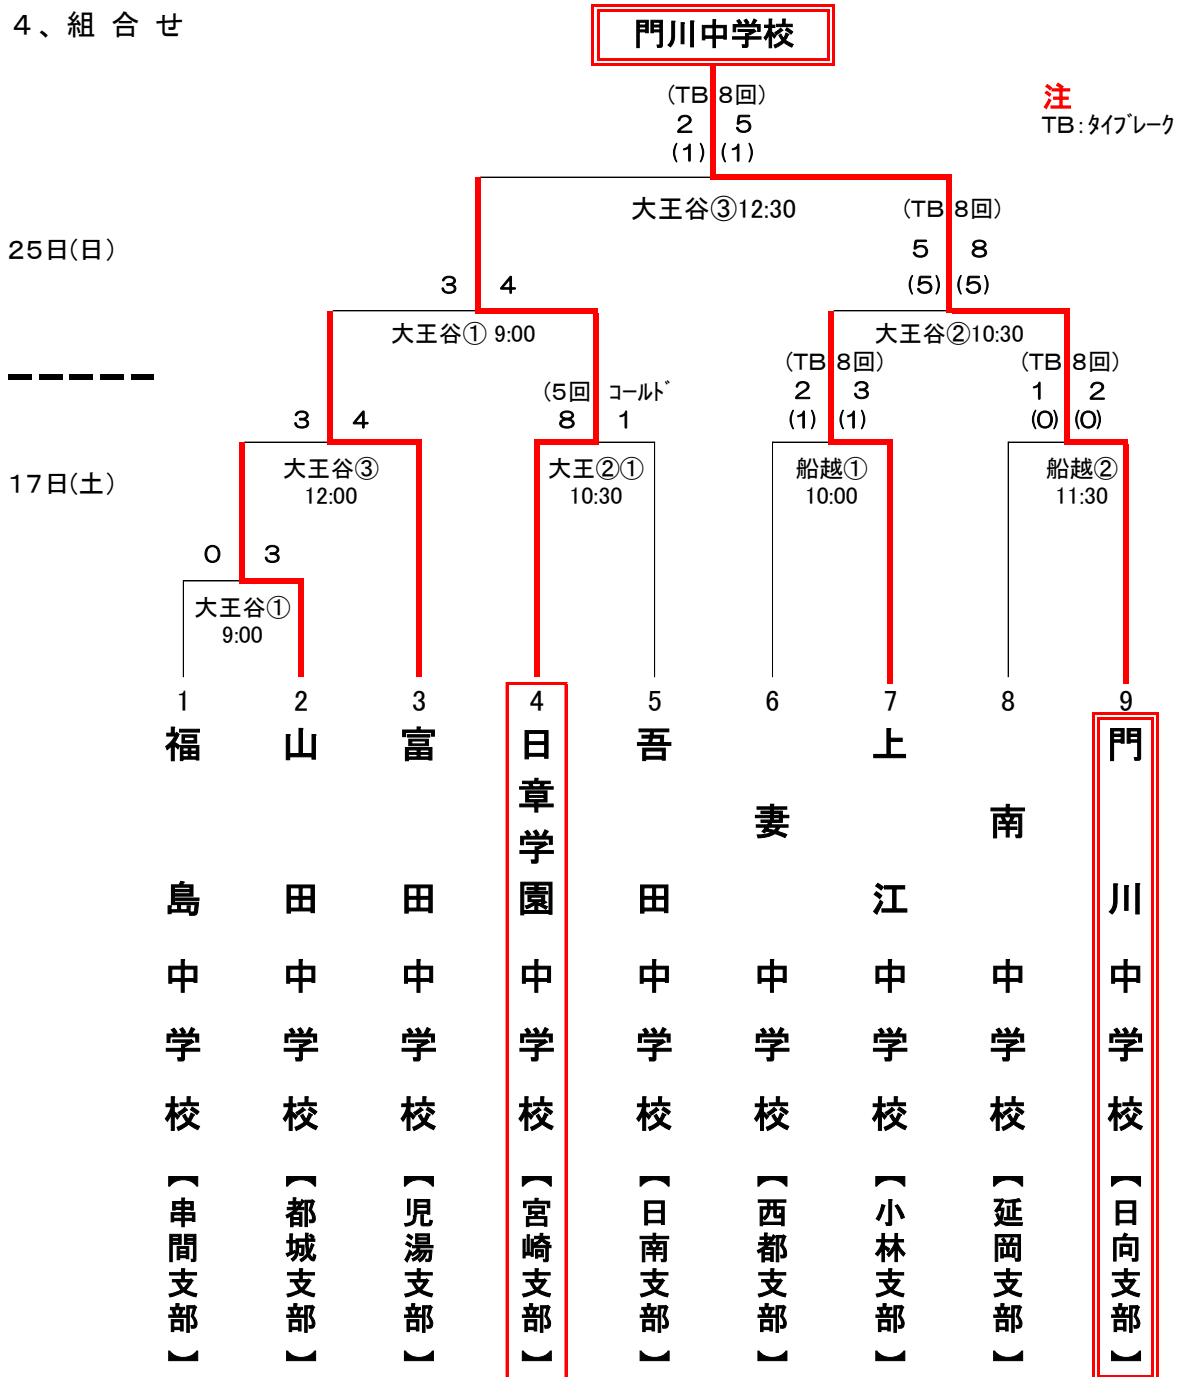 ４、組 合 せ
門川中学校
(TB 8回)
2 5
(1) (1)
注
TB:ﾀｲﾌﾞﾚｰｸ
大王谷③12:30
(TB 8回)
5 8
(5) (5)
25日(日)
3 4
大王谷① 9:00
大王谷②10:30
(5回 ｺｰﾙﾄﾞ
8 1
(TB 8回)
2 3
(1) (1)
(TB 8回)
1 2
(0) (0)
3 4
大王谷③
12:00
大王②①
10:30
船越①
10:00
船越②
11:30
17日(土)
0 3
大王谷①
9:00
1
福島中学校【串間支部】
2
山田中学校【都城支部】
3
富田中学校【児湯支部】
4
日章学園中学校【宮崎支部】
5
吾田中学校【日南支部】
6
妻中学校【西都支部】
7
上江中学校【小林支部】
8
南中学校【延岡支部】
9
門川中学校【日向支部】